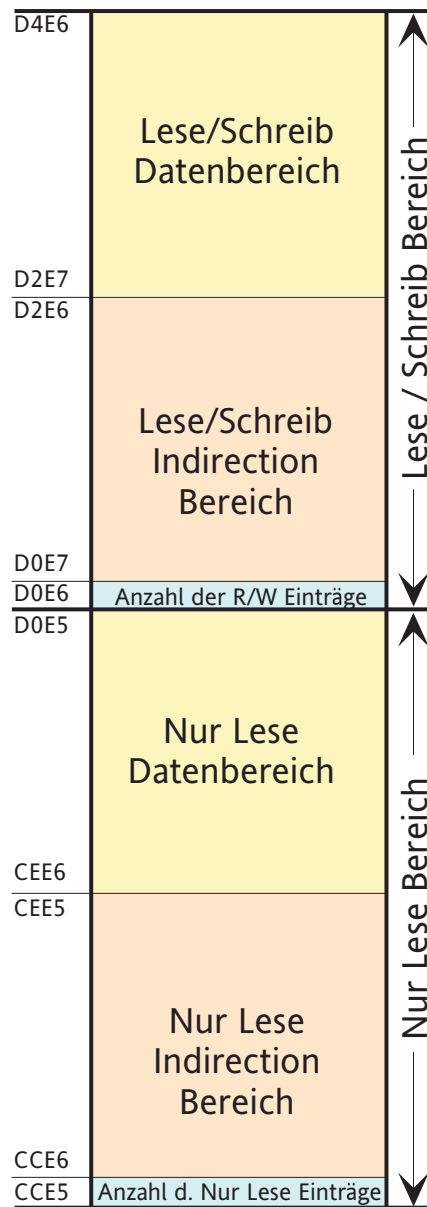 D4E6
Lese/Schreib
Datenbereich
D2E7
D2E6
Lese/Schreib
Indirection
Bereich
D0E7
D0E6
Anzahl der R/W Einträge
Lese / Schreib Bereich
D0E5
Nur Lese
Datenbereich
CEE6
CEE5
Nur Lese
Indirection
Bereich
CCE6
CCE5
Anzahl d. Nur Lese Einträge
Nur Lese Bereich